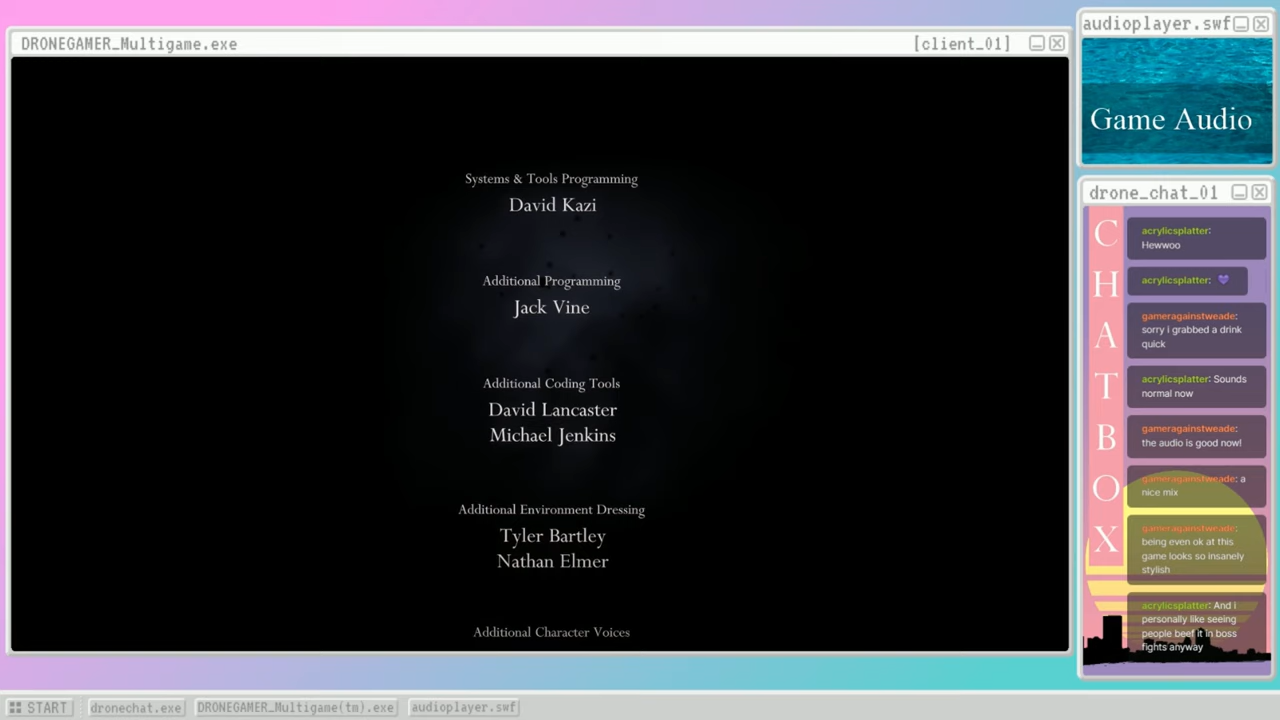 DRONEGAMER_Multigame.exe
[client_01]
Systems & Tools Programming
David Kazi
Additional Programming
Jack Vine
Additional Coding Tools
David Lancaster
Michael Jenkins
Additional Environment Dressing
Tyler Bartley
Nathan Elmer
Additional Character Voices
audioplayer.swf
Game Audio
drone_chat_01
CHATBOX
acrylicsplatter:
Hewwoo
acrylicsplatter: 💜
gameragainstweade:
sorry i grabbed a drink
quick
acrylicsplatter: Sounds
normal now
gameragainstweade:
the audio is good now!
gameragainstweade: a
nice mix
gameragainstweade:
being even ok at this
game looks so insanely
stylish
acrylicsplatter: And i
personally like seeing
people beef it in boss
fights anyway
START
dronechat.exe
DRONEGAMER_Multigame(tm).exe
audioplayer.swf